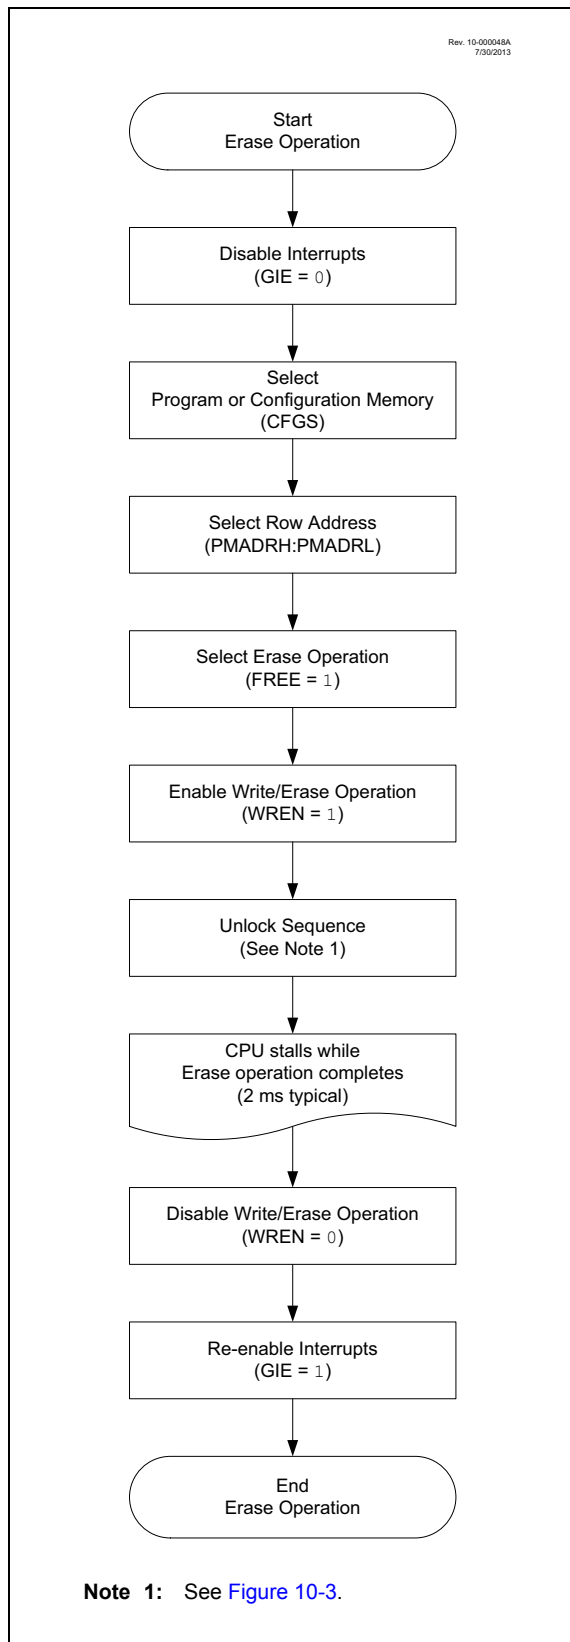 Rev. 10-000048A
7/30/2013
Start
Erase Operation
Disable Interrupts
(GIE = 0)
Select
Program or Configuration Memory
(CFGS)
Select Row Address
(PMADRH:PMADRL)
Select Erase Operation
(FREE = 1)
Enable Write/Erase Operation
(WREN = 1)
Unlock Sequence
(See Note 1)
CPU stalls while
Erase operation completes
(2 ms typical)
Disable Write/Erase Operation
(WREN = 0)
Re-enable Interrupts
(GIE = 1)
End
Erase Operation
Note 1: See Figure 10-3.